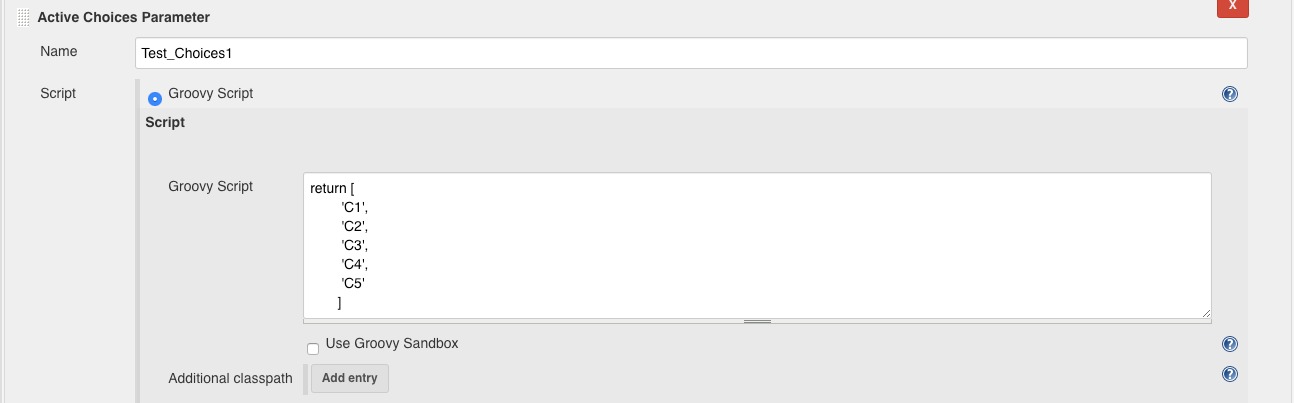 Active Choices Parameter
X
Name
Test_Choices1
Script
Groovy Script
?
Script
Groovy Script
return [
'C1',
'C2',
'C3',
'C4',
'C5'
]
Use Groovy Sandbox
?
Additional classpath
Add entry
?